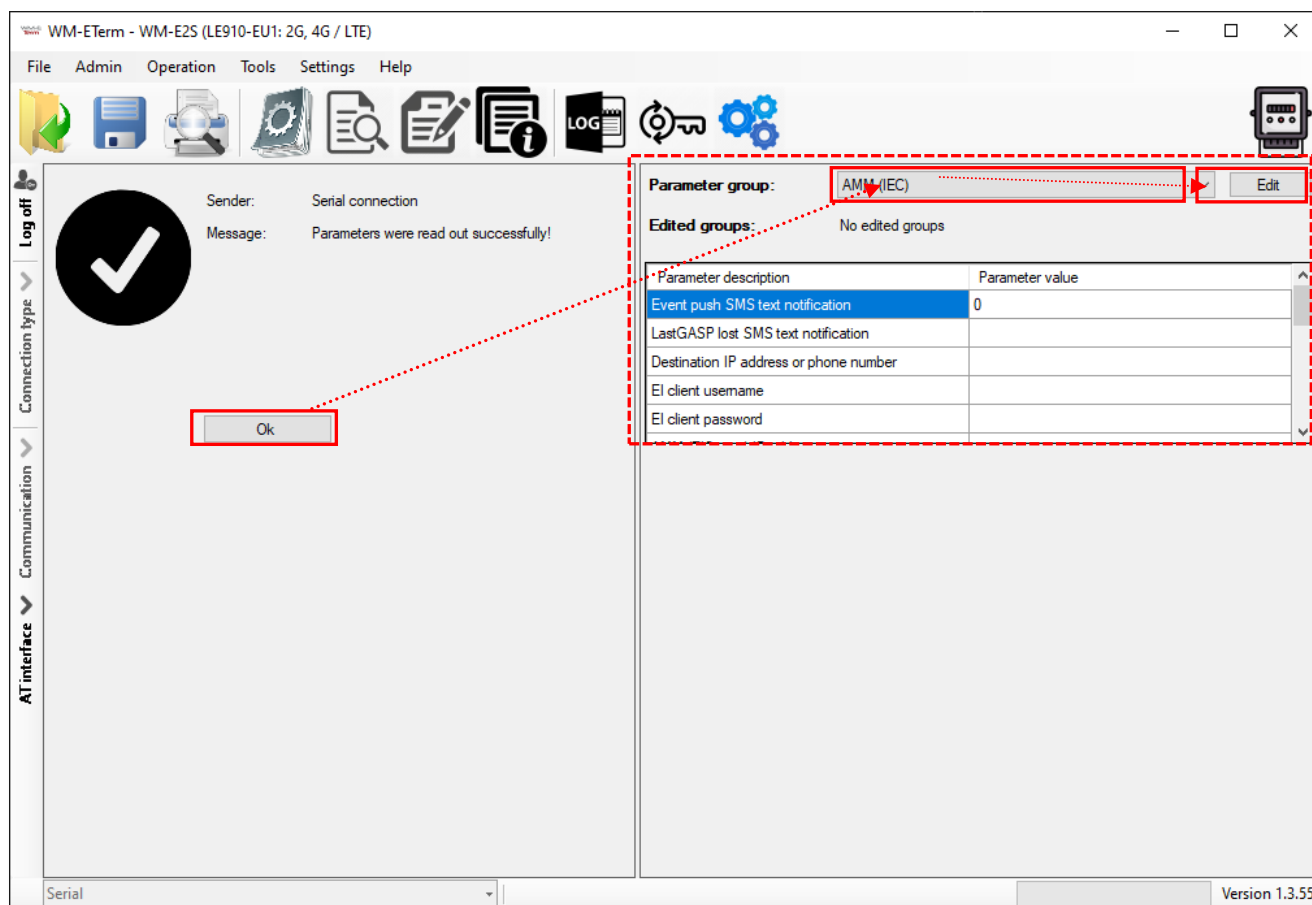 WM-ETerm - WM-E2S (LE910-EU1: 2G, 4G / LTE)
File Admin Operation Tools Settings Help
LOG
Log off
Connection type
Communication
AT interface
Sender: Serial connection
Message: Parameters were read out successfully!
Ok
Parameter group: AMM (IEC) Edit
Edited groups: No edited groups
Parameter description Parameter value
Event push SMS text notification 0
LastGASP lost SMS text notification
Destination IP address or phone number
EI client username
EI client password
Serial
Version 1.3.55